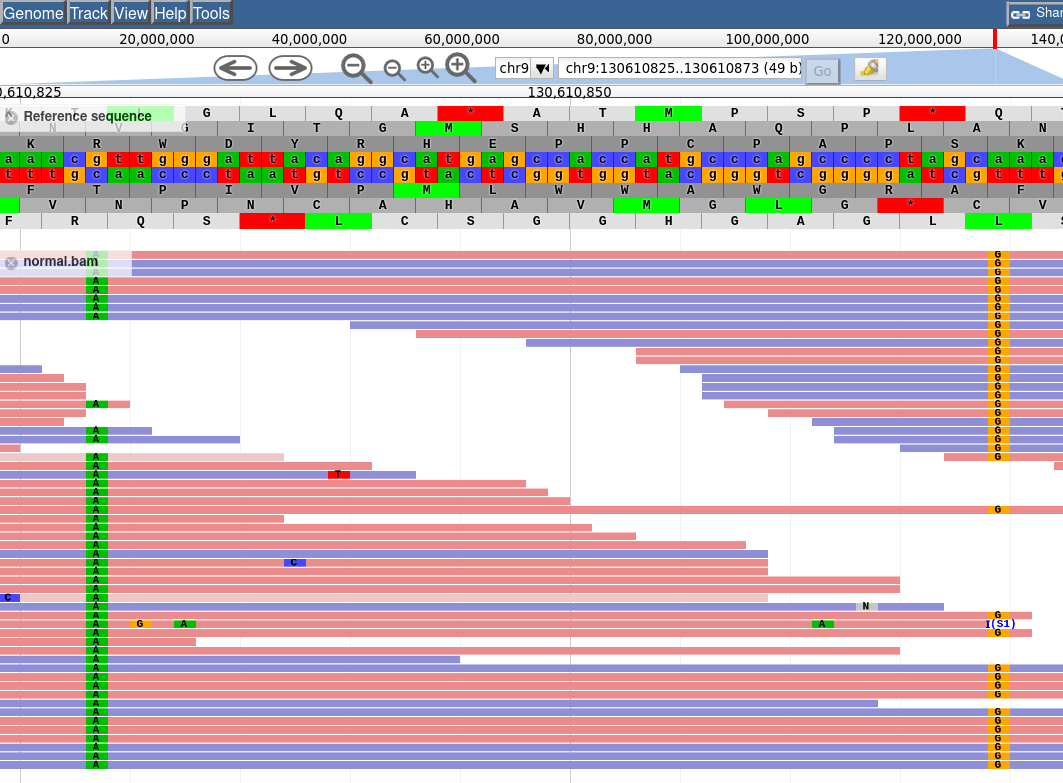 Genome Track View Help Tools Shar
0 20,000,000 40,000,000 60,000,000 80,000,000 100,000,000 120,000,000 140,0
chr9 chr9:130610825..130610873 (49 b) Go
0,610,825 130,610,850
Reference sequence
K T L G L Q A * A T M P S P * Q T
N V G I T G M S H H A Q P L A N
K R W D Y R H E P P C P A P S K
a a a c g t t g g g a t t a c a g g c a t g a g c c a c c a t g c c c a g c c c c t a g c a a a
t t t g c a a c c c t a a t g t c c g t a c t c g g t g g t a c g g g t c g g g g a t c g t t t
F T P I V P M L W W A W G R A F
V N P N C A H A V M G L G * C V
F R Q S * L C S G G H G A G L L S
normal.bam
A G
A G
A G
A G
A G
A G
A G
A G
G
G
G
G
G
G
G
G
G
A G
G
G
A G
A G
G
A G
A
A T
A
A
A
A G
A
A
A
A
A
A C
A
A
A
C A
A N
A G
A G A A I(S1)
A G
A
A
A
A G
A G
A G
A G
A
A G
A G
A G
A G
A G
A G
A G